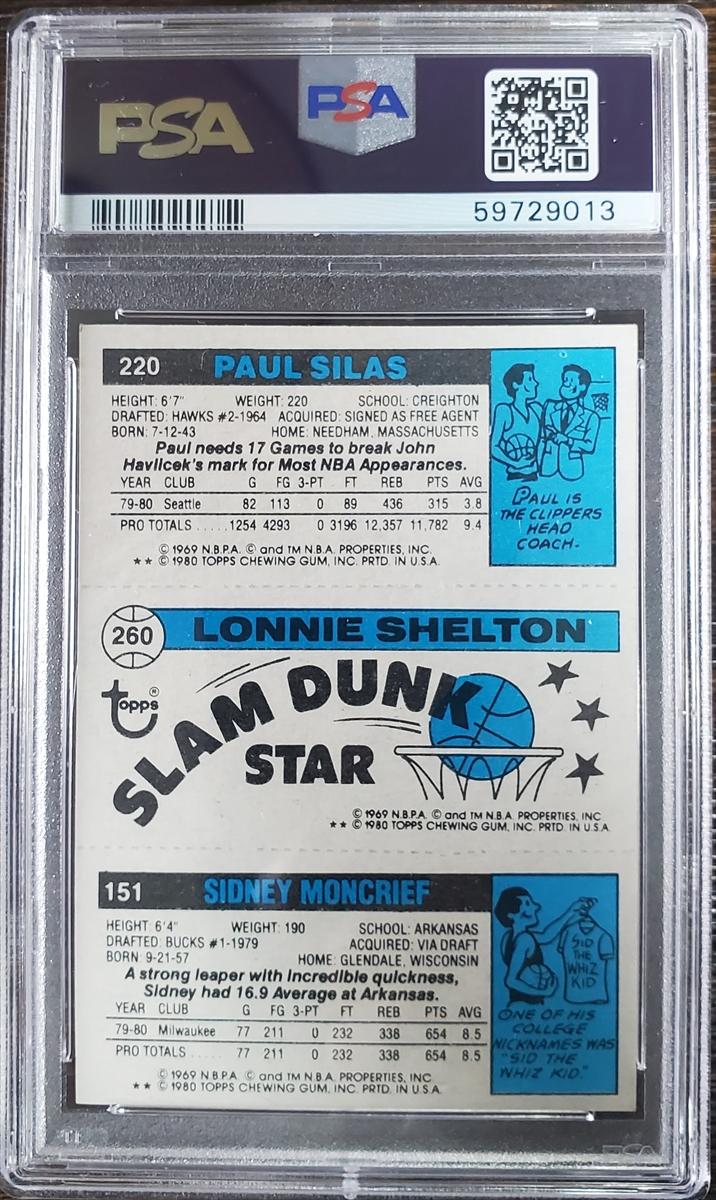 PSA
PSA
59729013
220 PAUL SILAS
HEIGHT: 6'7" WEIGHT: 220 SCHOOL: CREIGHTON
DRAFTED: HAWKS #2-1964 ACQUIRED: SIGNED AS FREE AGENT
BORN: 7-12-43 HOME: NEEDHAM, MASSACHUSETTS
Paul needs 17 Games to break John
Havlicek's mark for Most NBA Appearances.
YEAR CLUB G FG 3-PT FT REB PTS AVG
79-80 Seattle 82 113 0 89 436 315 3.8
PRO TOTALS ..... 1254 4293 0 3196 12,357 11,782 9.4
© 1969 N.B.P.A. © and TM N.B.A. PROPERTIES, INC.
** © 1980 TOPPS CHEWING GUM, INC. PRTD. IN U.S.A.
PAUL IS
THE CLIPPERS
HEAD
COACH.
260 LONNIE SHELTON
topps®
SLAM DUNK
STAR
© 1969 N.B.P.A. © and TM N.B.A. PROPERTIES, INC.
** © 1980 TOPPS CHEWING GUM, INC. PRTD. IN U.S.A.
151 SIDNEY MONCRIEF
HEIGHT: 6'4" WEIGHT: 190 SCHOOL: ARKANSAS
DRAFTED: BUCKS #1-1979 ACQUIRED: VIA DRAFT
BORN: 9-21-57 HOME: GLENDALE, WISCONSIN
A strong leaper with incredible quickness,
Sidney had 16.9 Average at Arkansas.
YEAR CLUB G FG 3-PT FT REB PTS AVG
79-80 Milwaukee 77 211 0 232 338 654 8.5
PRO TOTALS ..... 77 211 0 232 338 654 8.5
© 1969 N.B.P.A. © and TM N.B.A. PROPERTIES, INC
** © 1980 TOPPS CHEWING GUM, INC. PRTD. IN U.S.A.
SID
THE
WHIZ
KID
ONE OF HIS
COLLEGE
NICKNAMES WAS
"SID THE
WHIZ KID."
PSA